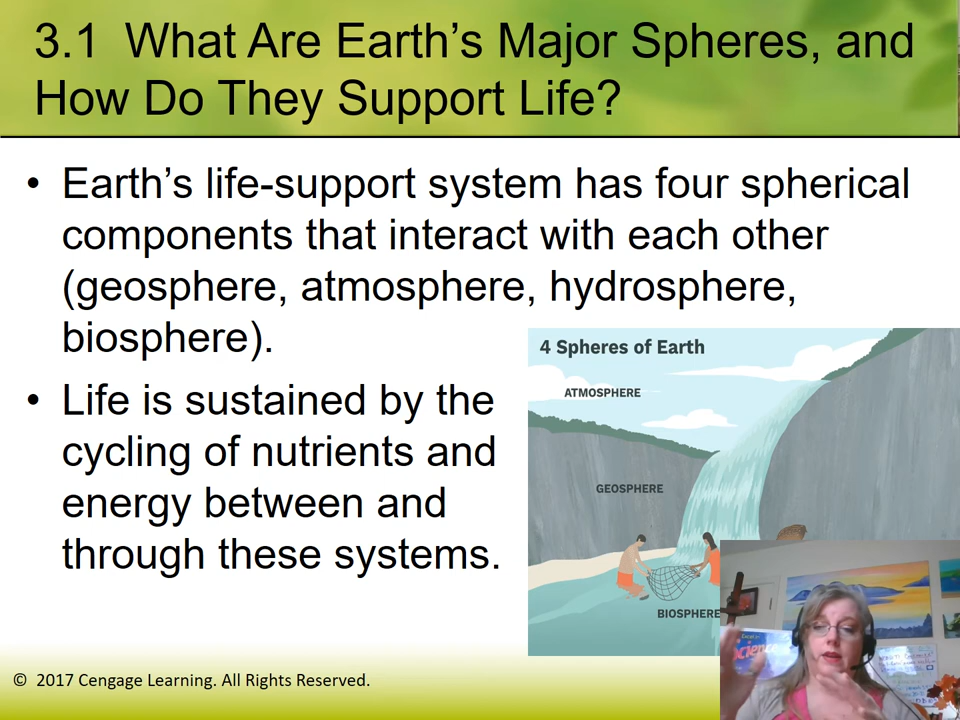 3.1 What Are Earth's Major Spheres, and
How Do They Support Life?
• Earth's life-support system has four spherical
components that interact with each other
(geosphere, atmosphere, hydrosphere,
biosphere).
• Life is sustained by the
cycling of nutrients and
energy between and
through these systems.
4 Spheres of Earth
ATMOSPHERE
GEOSPHERE
BIOSPHERE
Science
© 2017 Cengage Learning. All Rights Reserved.